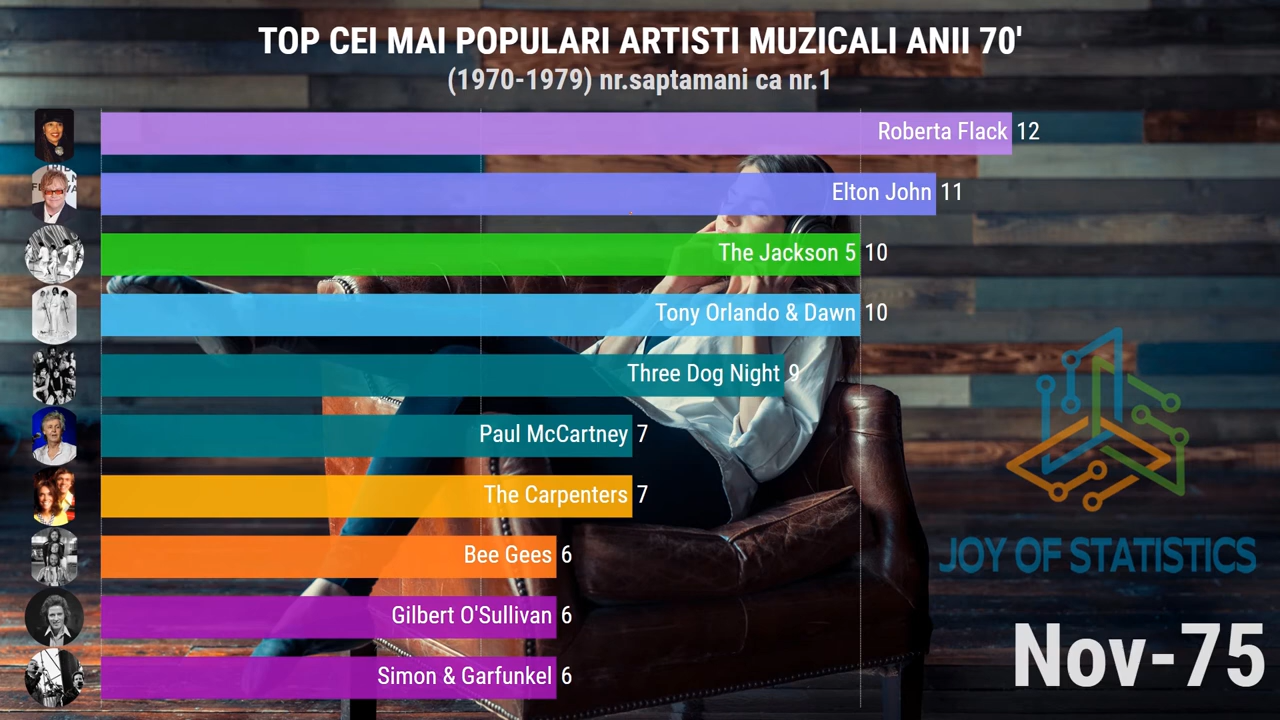 TOP CEI MAI POPULARI ARTISTI MUZICALI ANII 70'
(1970-1979) nr.saptamani ca nr.1
Roberta Flack 12
Elton John 11
The Jackson 5 10
Tony Orlando & Dawn 10
Three Dog Night 9
Paul McCartney 7
The Carpenters 7
Bee Gees 6
Gilbert O'Sullivan 6
Simon & Garfunkel 6
JOY OF STATISTICS
Nov-75